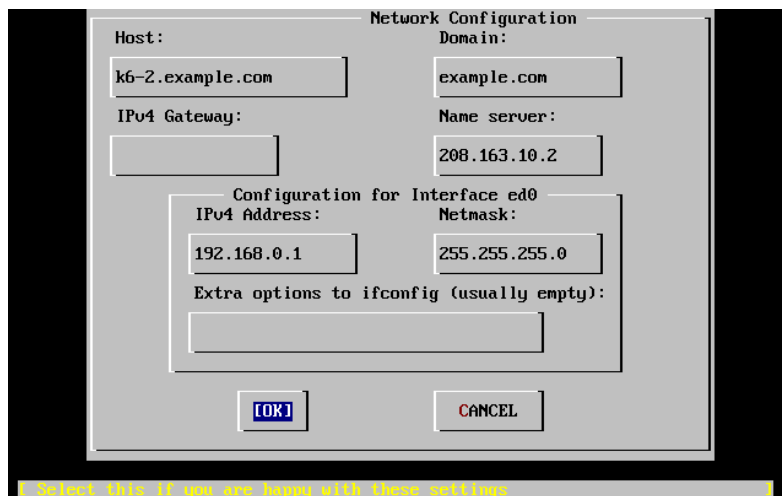 Network Configuration
Host: Domain:
k6-2.example.com example.com
IPv4 Gateway: Name server:
208.163.10.2
Configuration for Interface ed0
IPv4 Address: Netmask:
192.168.0.1 255.255.255.0
Extra options to ifconfig (usually empty):
[OK] CANCEL
[ Select this if you are happy with these settings ]